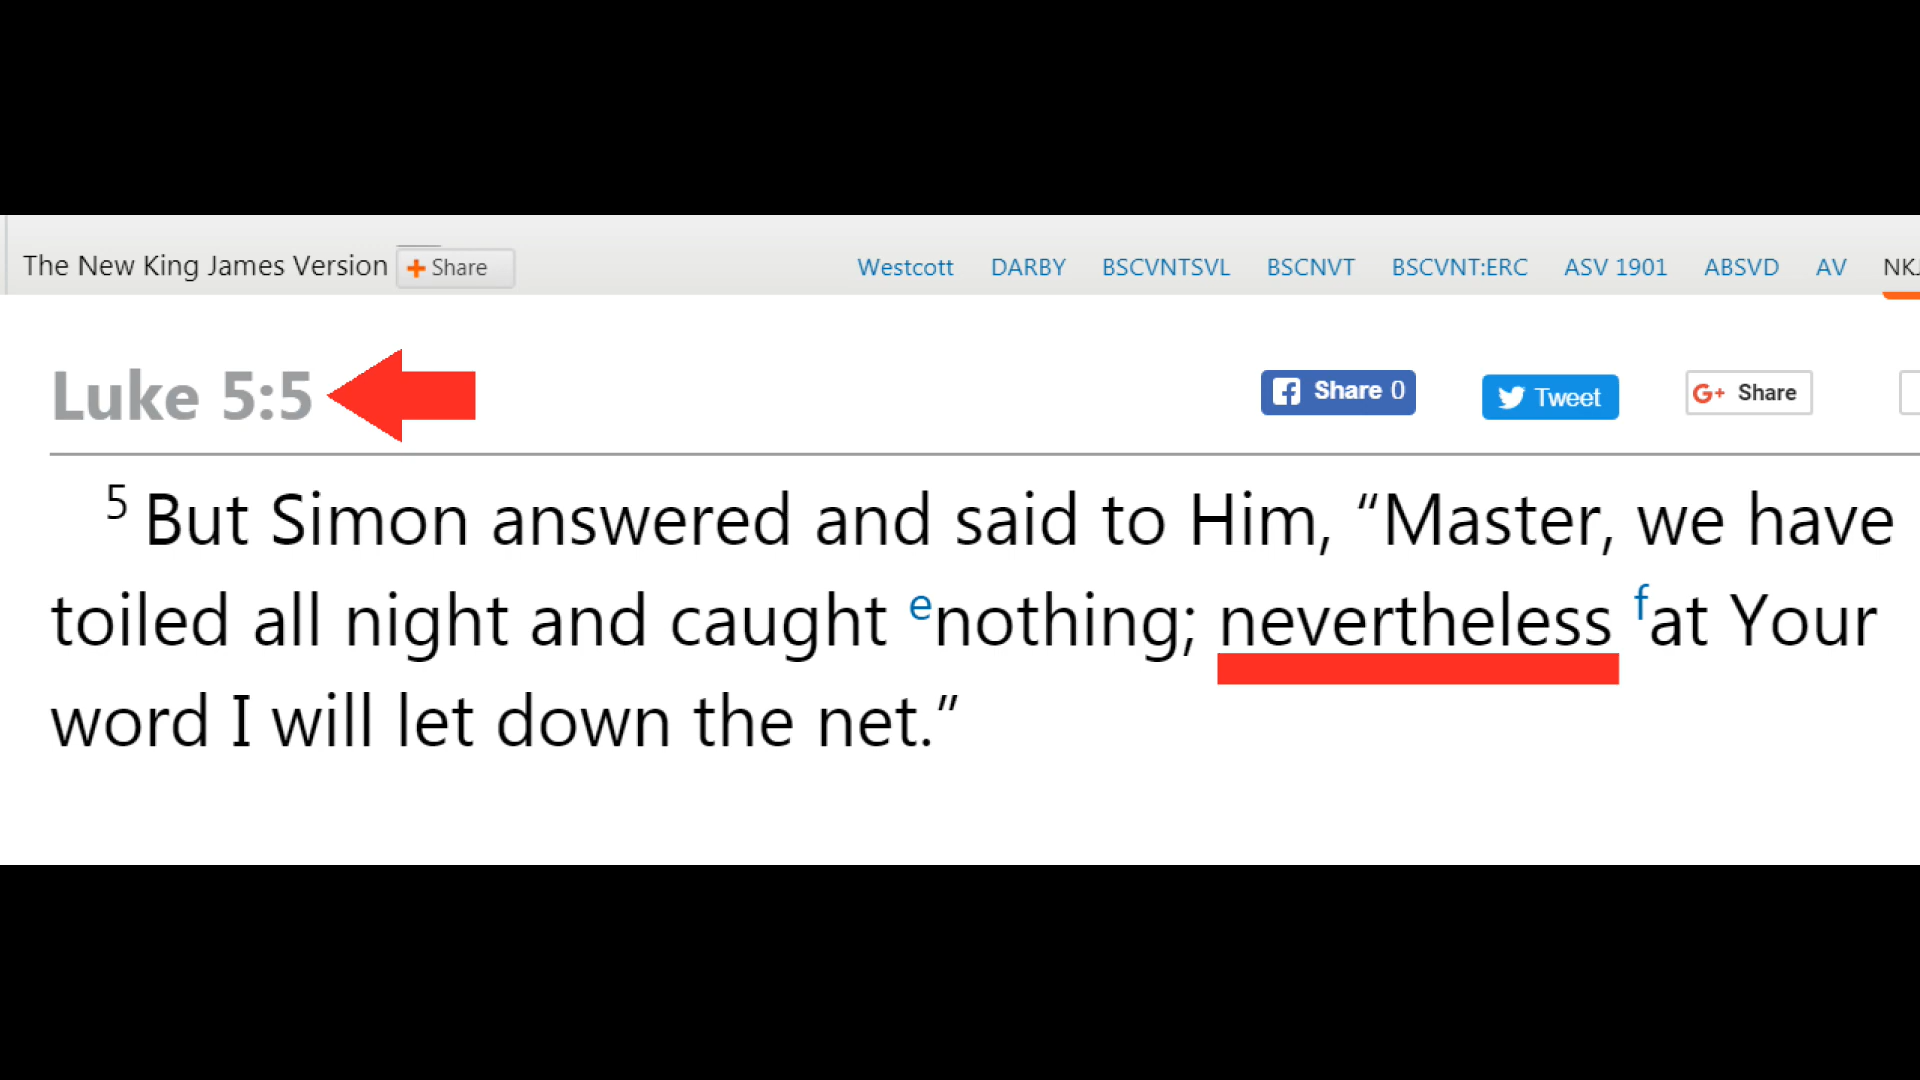 The New King James Version + Share Westcott DARBY BSCVNTSVL BSCNVT BSCVNT:ERC ASV 1901 ABSVD AV
Luke 5:5 Share 0 Tweet G+ Share
5 But Simon answered and said to Him, “Master, we have
toiled all night and caught enothing; nevertheless fat Your
word I will let down the net.”